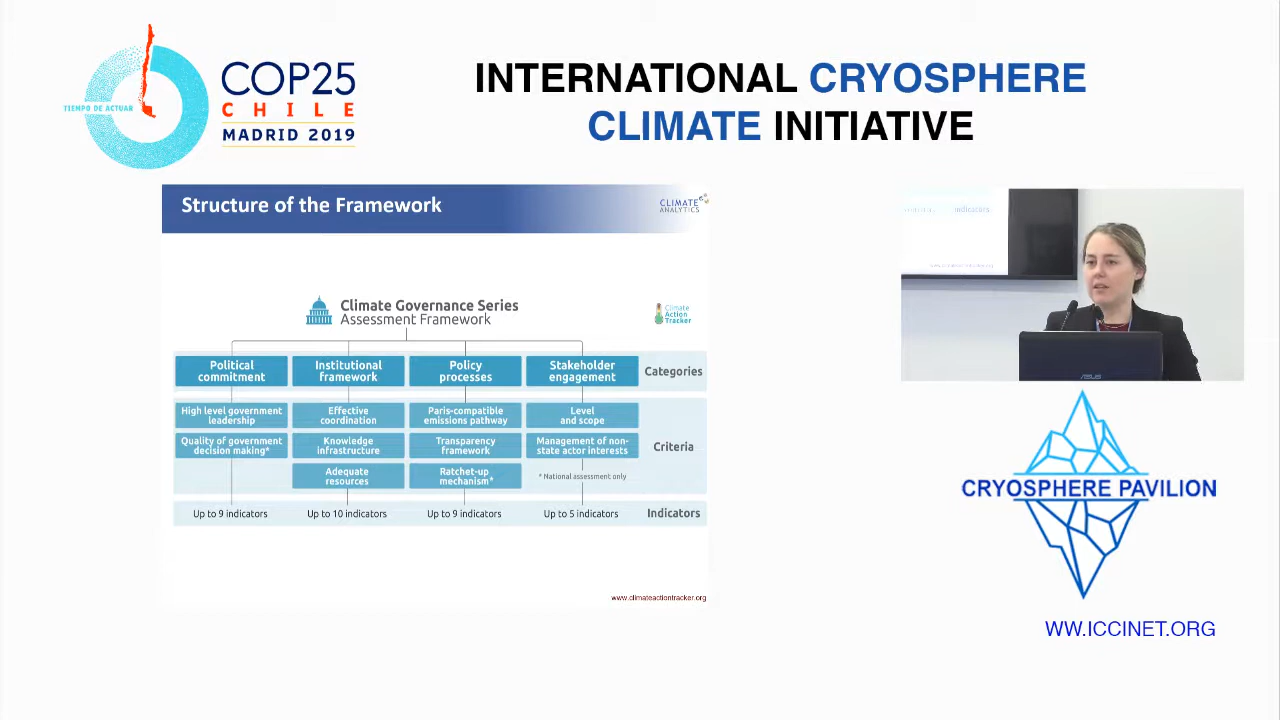 TIEMPO DE ACTUAR
COP25
CHILE
MADRID 2019
INTERNATIONAL CRYOSPHERE
CLIMATE INITIATIVE
Structure of the Framework
CLIMATE
ANALYTICS
Climate Governance Series
Assessment Framework
Climate
Action
Tracker
Political
commitment
Institutional
framework
Policy
processes
Stakeholder
engagement
Categories
High level government
leadership
Effective
coordination
Paris-compatible
emissions pathway
Level
and scope
Quality of government
decision making*
Knowledge
infrastructure
Transparency
framework
Management of non-
state actor interests
Criteria
Adequate
resources
Ratchet-up
mechanism*
* National assessment only
Up to 9 indicators
Up to 10 indicators
Up to 9 indicators
Up to 5 indicators
Indicators
www.climateactiontracker.org
indicators
ASUS
CRYOSPHERE PAVILION
WW.ICCINET.ORG